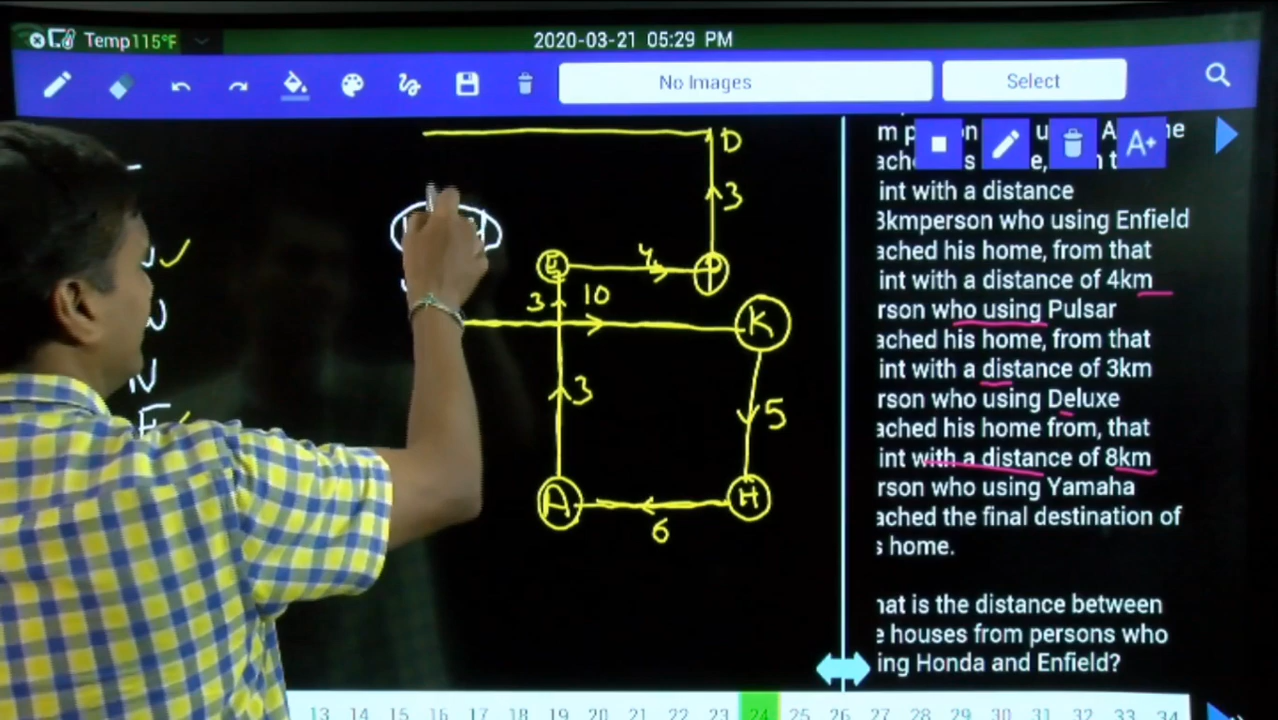 Temp115°F
2020-03-21 05:29 PM
No Images
Select
A+
D
3
E
4
P
3
10
K
3
5
A
6
H
N
E
int with a distance
3kmperson who using Enfield
ached his home, from that
int with a distance of 4km
rson who using Pulsar
ached his home, from that
int with a distance of 3km
rson who using Deluxe
ached his home from, that
int with a distance of 8km
rson who using Yamaha
ached the final destination of
s home.
hat is the distance between
e houses from persons who
ing Honda and Enfield?
13 14 15 16 17 18 19 20 21 22 23 24 25 26 27 28 29 30 31 32 33 34